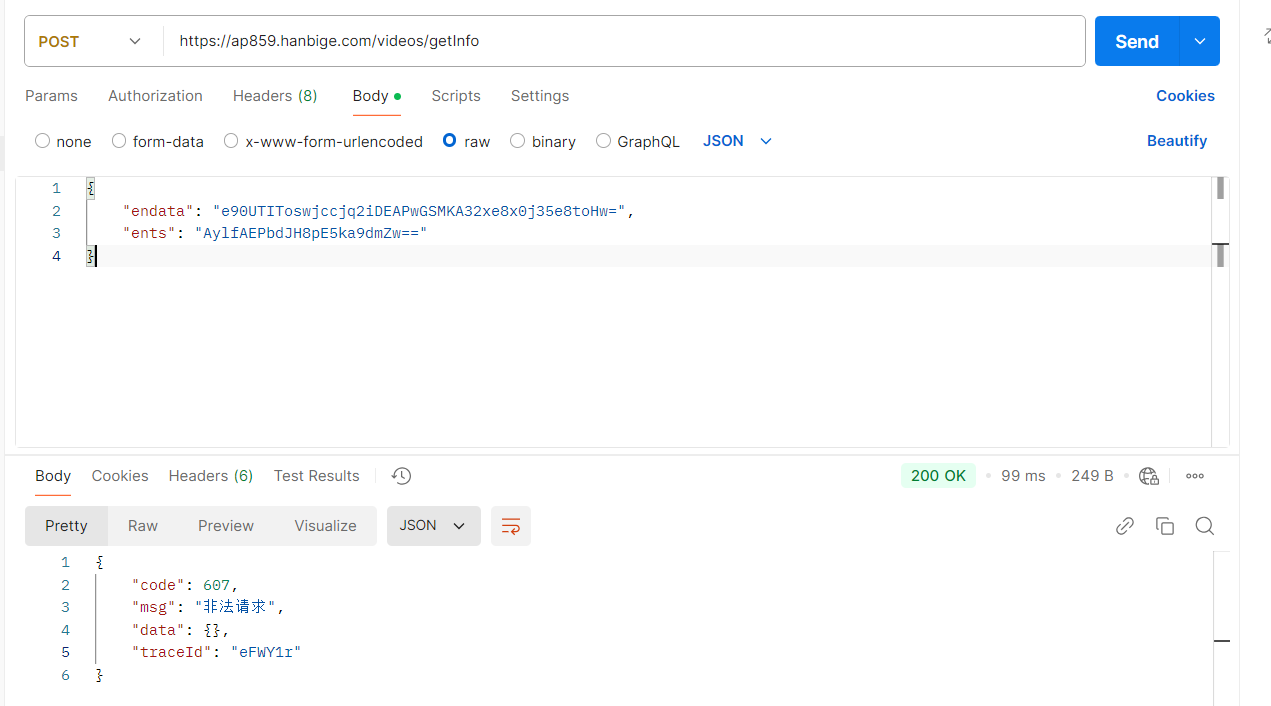 POST https://ap859.hanbige.com/videos/getInfo Send
Params Authorization Headers (8) Body Scripts Settings Cookies
none form-data x-www-form-urlencoded raw binary GraphQL JSON Beautify
1 {
2 "endata": "e90UTIToswjccjq2iDEAPwGSMKA32xe8x0j35e8toHw=",
3 "ents": "AylfAEPbdJH8pE5ka9dmZw=="
4 }
Body Cookies Headers (6) Test Results 200 OK 99 ms 249 B
Pretty Raw Preview Visualize JSON
1 {
2 "code": 607,
3 "msg": "非法请求",
4 "data": {},
5 "traceId": "eFWY1r"
6 }